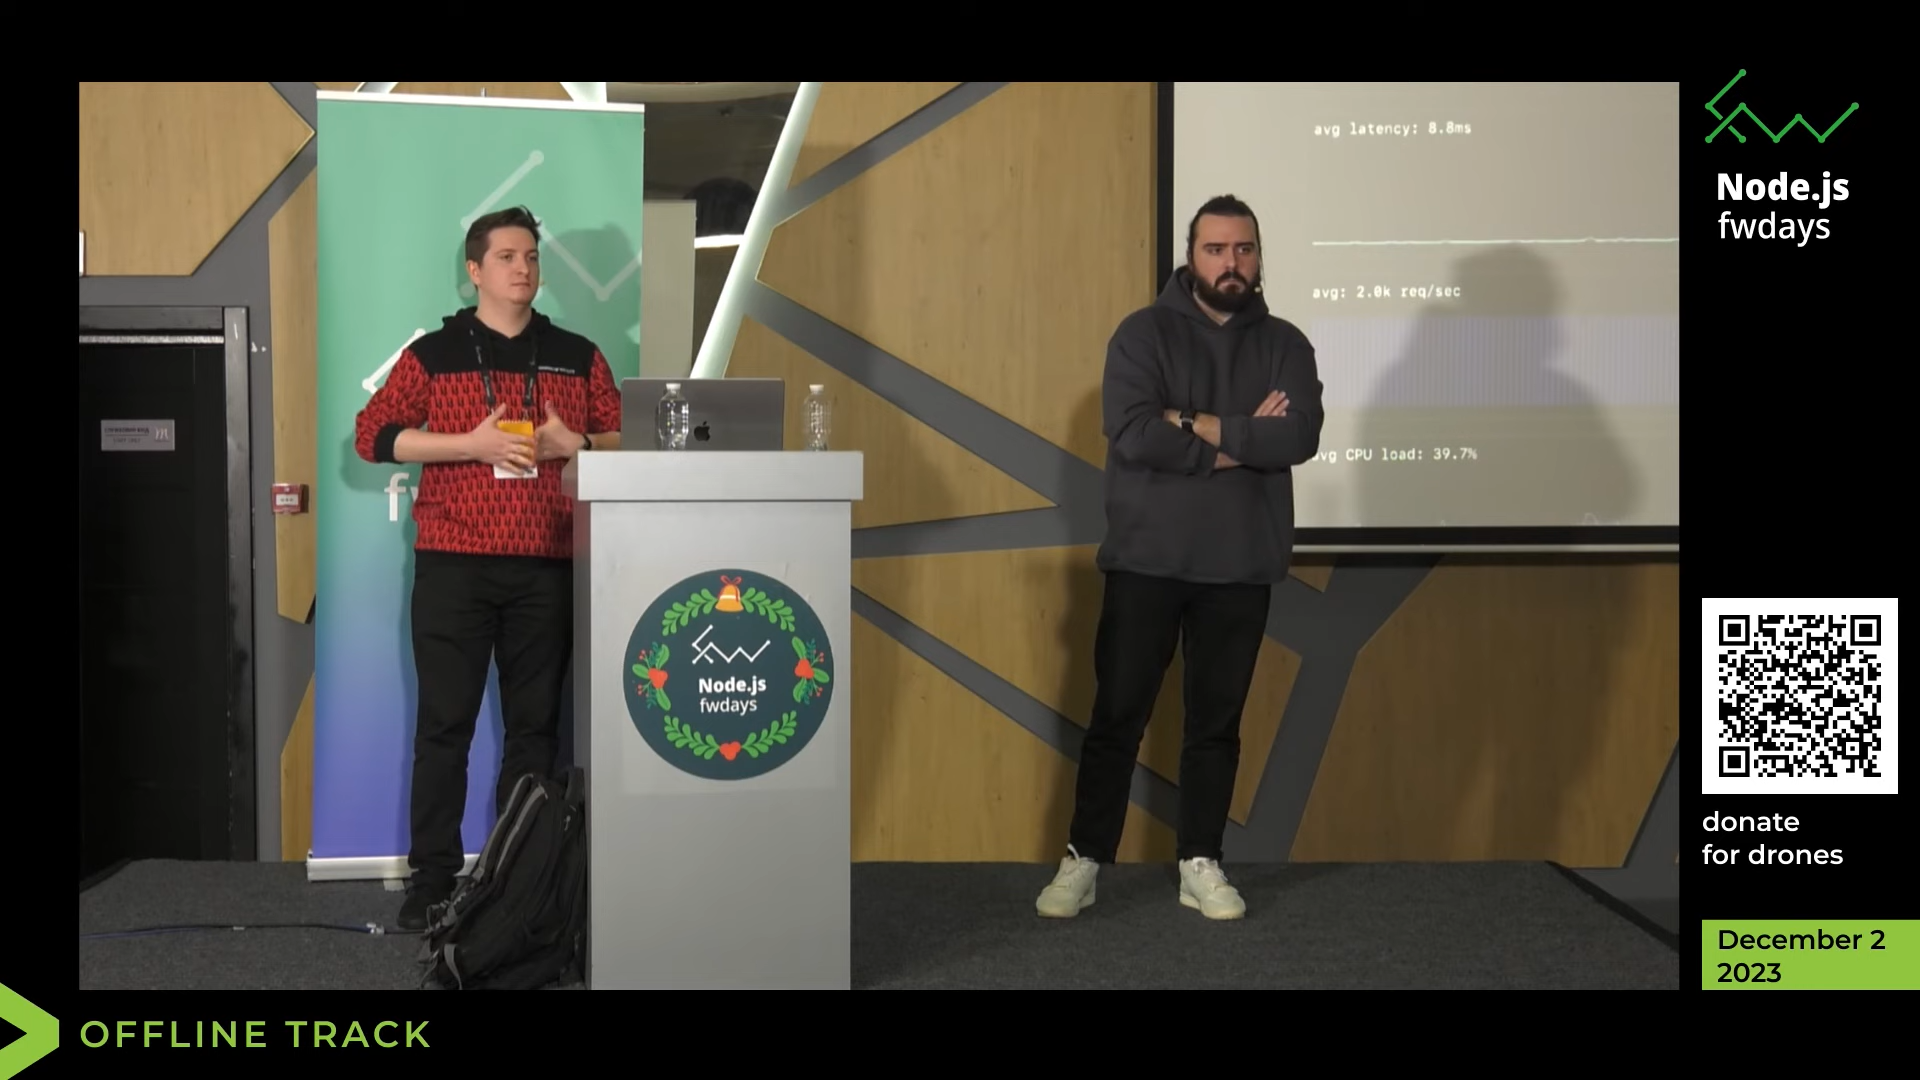 avg latency: 8.8ms
avg: 2.0k req/sec
avg CPU load: 39.7%
Node.js
fwdays
Node.js
fwdays
donate
for drones
December 2
2023
OFFLINE TRACK